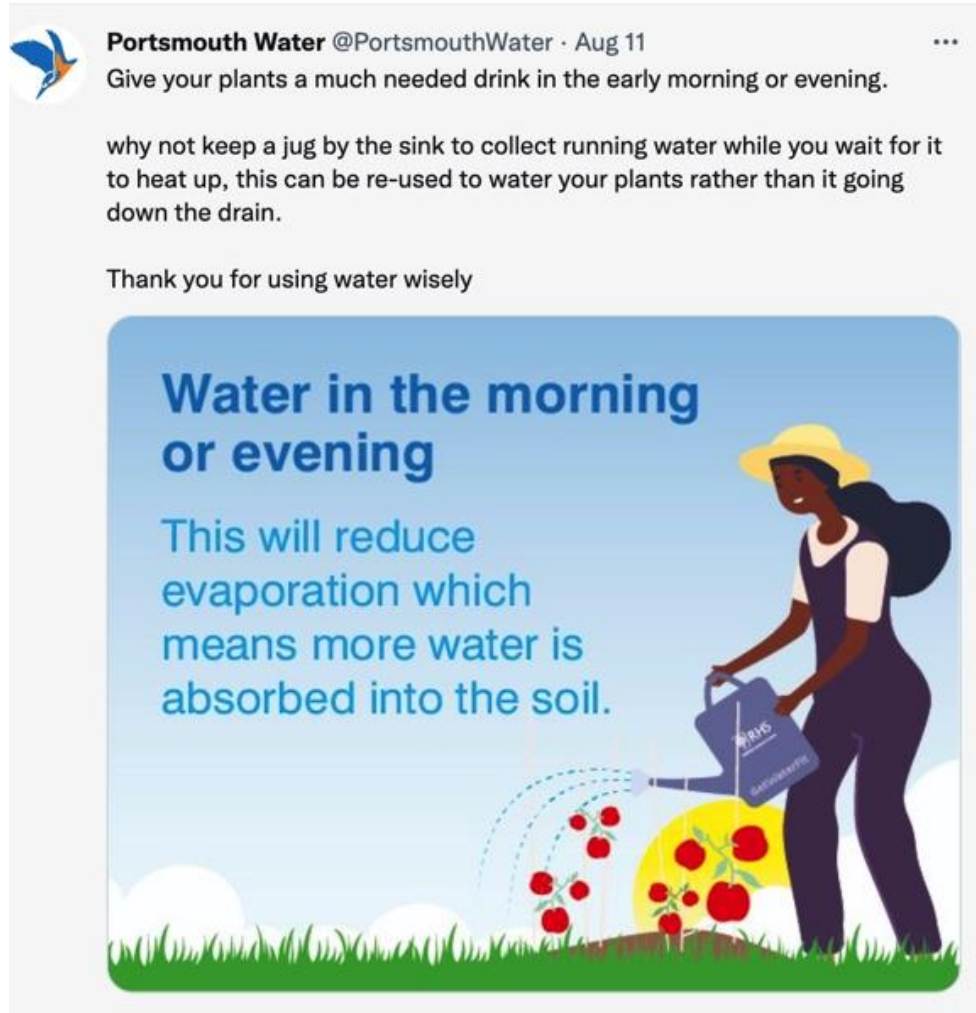 Portsmouth Water @PortsmouthWater · Aug 11
Give your plants a much needed drink in the early morning or evening.
why not keep a jug by the sink to collect running water while you wait for it
to heat up, this can be re-used to water your plants rather than it going
down the drain.
Thank you for using water wisely
Water in the morning
or evening
This will reduce
evaporation which
means more water is
absorbed into the soil.
RHS
GetWaterFit